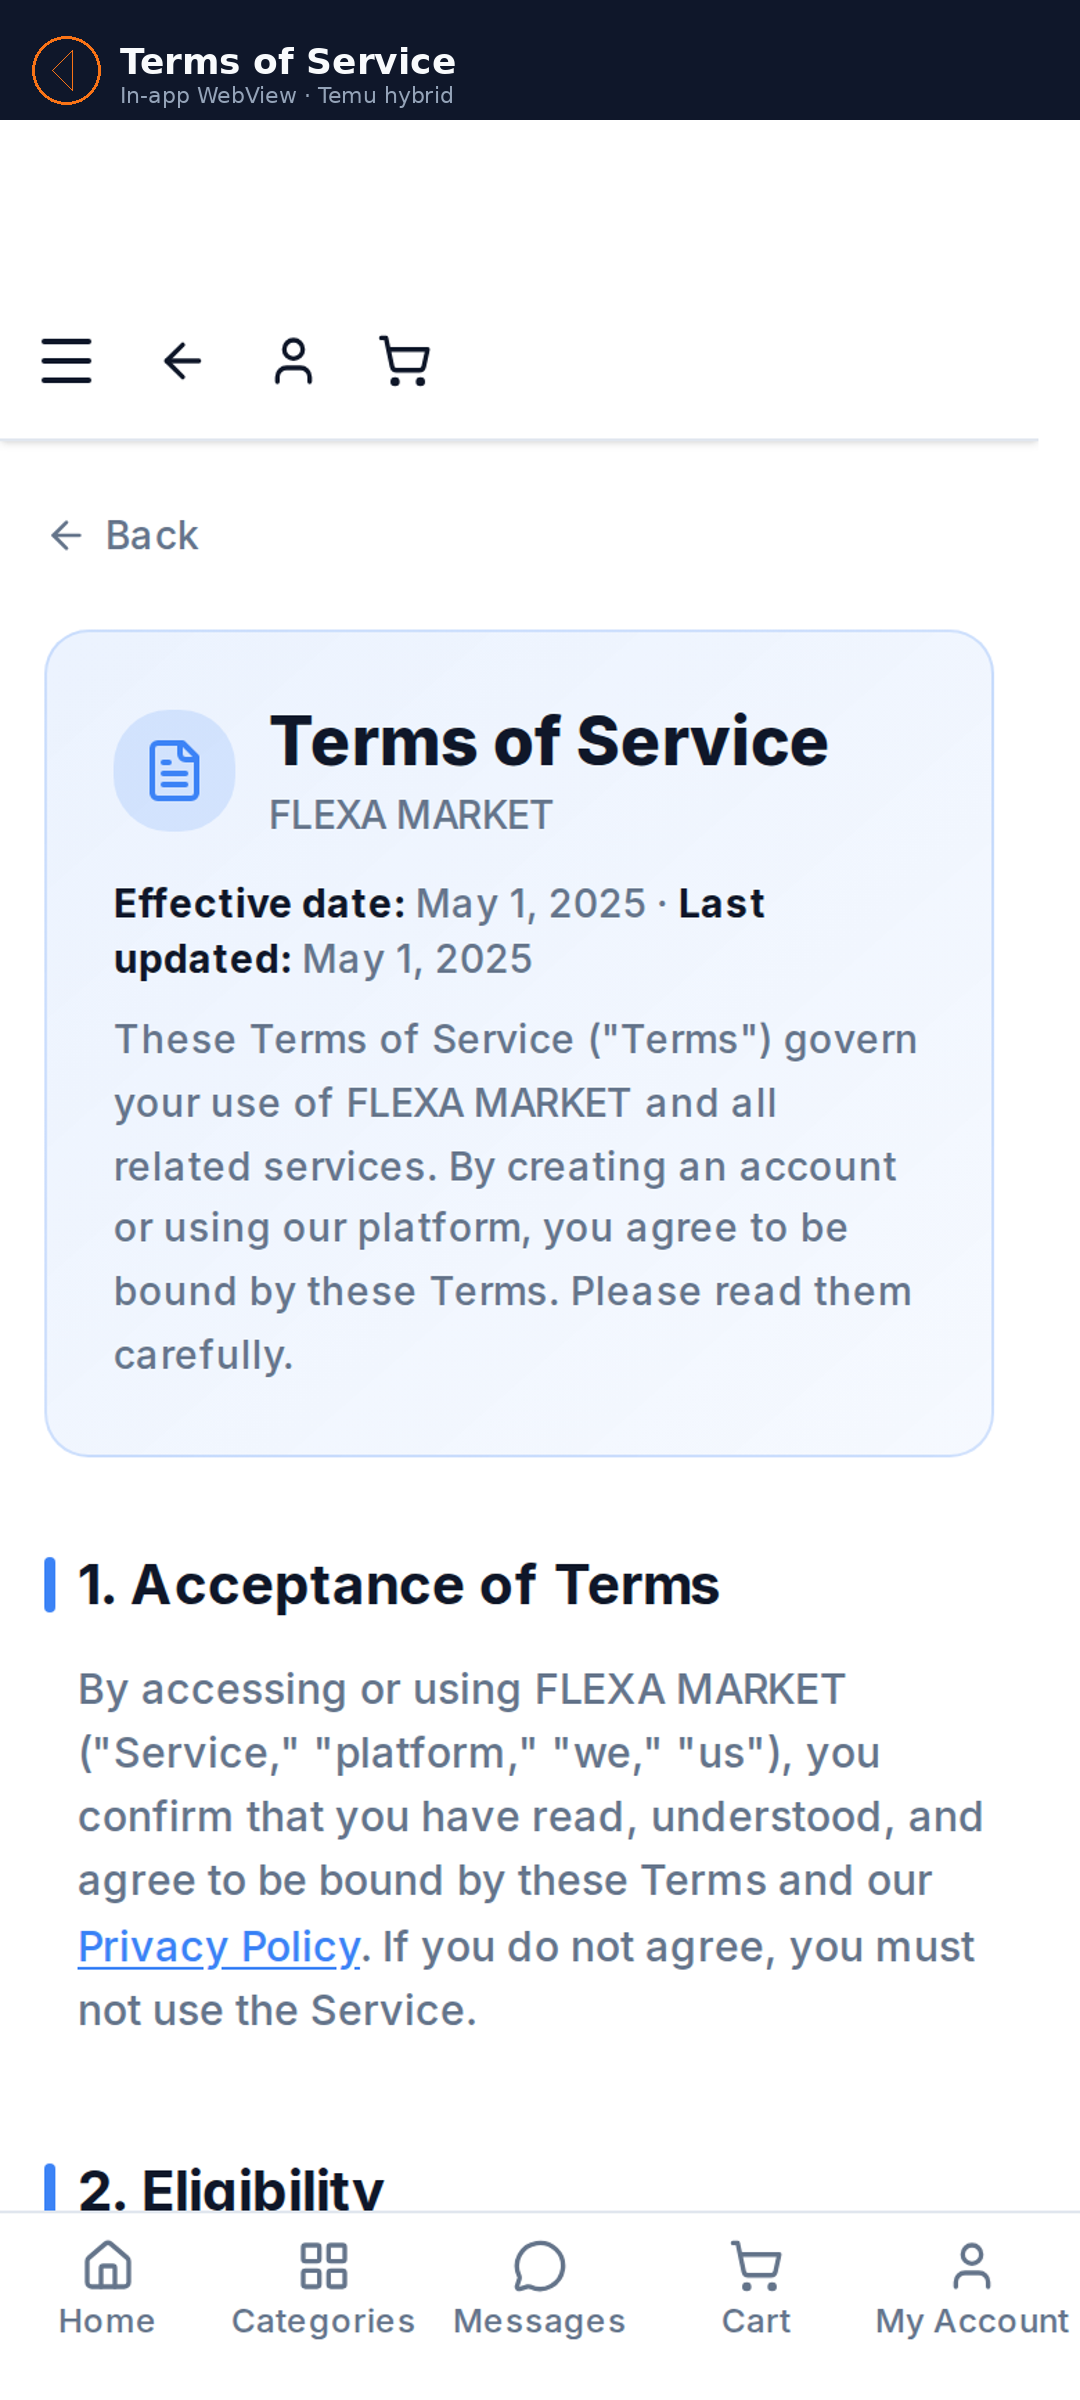 Terms of Service
In-app WebView · Temu hybrid
Back
Terms of Service
FLEXA MARKET
Effective date: May 1, 2025 · Last
updated: May 1, 2025
These Terms of Service ("Terms") govern
your use of FLEXA MARKET and all
related services. By creating an account
or using our platform, you agree to be
bound by these Terms. Please read them
carefully.
1. Acceptance of Terms
By accessing or using FLEXA MARKET
("Service," "platform," "we," "us"), you
confirm that you have read, understood, and
agree to be bound by these Terms and our
Privacy Policy. If you do not agree, you must
not use the Service.
2. Eligibility
Home
Categories
Messages
Cart
My Account